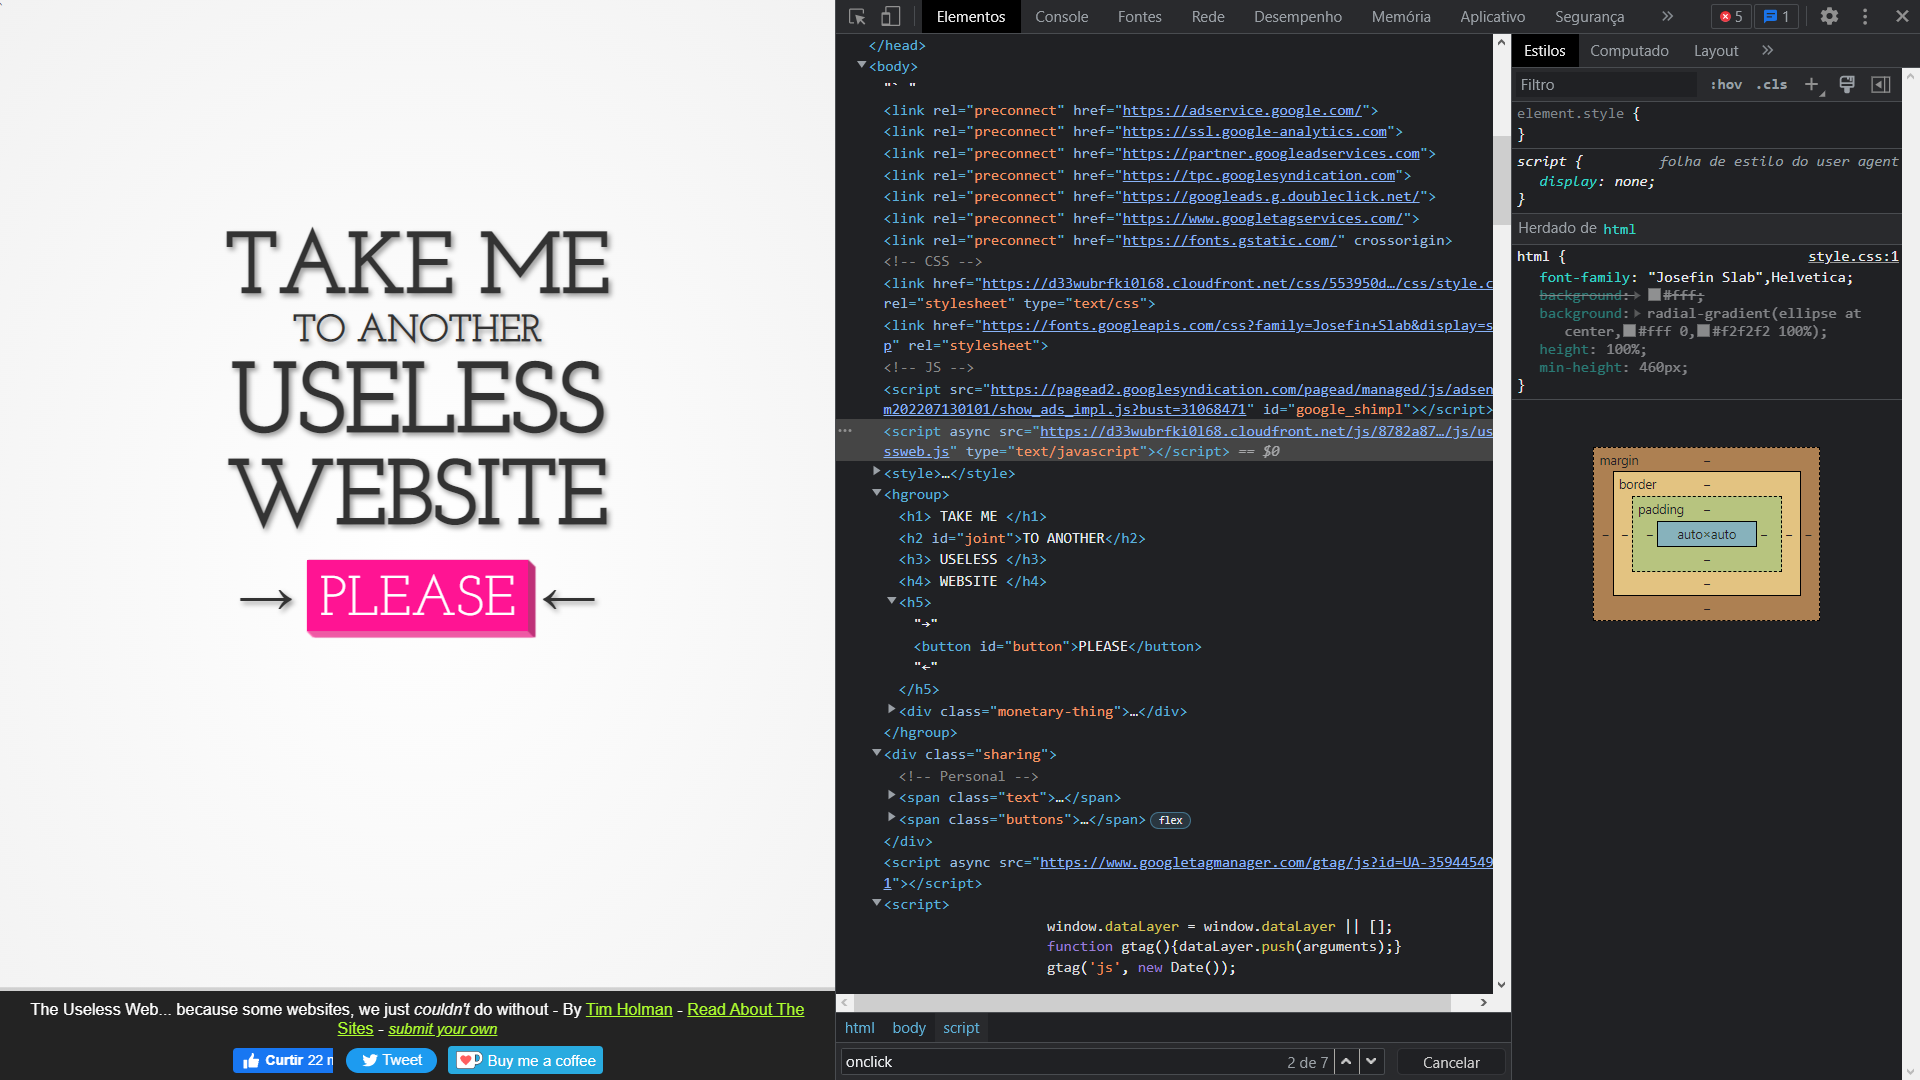 TAKE ME
TO ANOTHER
USELESS
WEBSITE
→ PLEASE ←
The Useless Web... because some websites, we just couldn't do without - By Tim Holman - Read About The
Sites - submit your own
Curtir 22 m
Tweet
Buy me a coffee
Elementos Console Fontes Rede Desempenho Memória Aplicativo Segurança » 5 1
</head>
<body>
"` "
<link rel="preconnect" href="https://adservice.google.com/">
<link rel="preconnect" href="https://ssl.google-analytics.com">
<link rel="preconnect" href="https://partner.googleadservices.com">
<link rel="preconnect" href="https://tpc.googlesyndication.com">
<link rel="preconnect" href="https://googleads.g.doubleclick.net/">
<link rel="preconnect" href="https://www.googletagservices.com/">
<link rel="preconnect" href="https://fonts.gstatic.com/" crossorigin>
<!-- CSS -->
<link href="https://d33wubrfki0l68.cloudfront.net/css/553950d…/css/style.c
rel="stylesheet" type="text/css">
<link href="https://fonts.googleapis.com/css?family=Josefin+Slab&display=s
p" rel="stylesheet">
<!-- JS -->
<script src="https://pagead2.googlesyndication.com/pagead/managed/js/adsen
m202207130101/show_ads_impl.js?bust=31068471" id="google_shimpl"></script>
<script async src="https://d33wubrfki0l68.cloudfront.net/js/8782a87…/js/us
ssweb.js" type="text/javascript"></script> == $0
<style>…</style>
<hgroup>
<h1> TAKE ME </h1>
<h2 id="joint">TO ANOTHER</h2>
<h3> USELESS </h3>
<h4> WEBSITE </h4>
<h5>
"→"
<button id="button">PLEASE</button>
"←"
</h5>
<div class="monetary-thing">…</div>
</hgroup>
<div class="sharing">
<!-- Personal -->
<span class="text">…</span>
<span class="buttons">…</span> flex
</div>
<script async src="https://www.googletagmanager.com/gtag/js?id=UA-35944549
1"></script>
<script>
window.dataLayer = window.dataLayer || [];
function gtag(){dataLayer.push(arguments);}
gtag('js', new Date());
html body script
onclick 2 de 7 Cancelar
Estilos Computado Layout »
Filtro :hov .cls +
element.style {
}
script { folha de estilo do user agent
display: none;
}
Herdado de html
html { style.css:1
font-family: "Josefin Slab",Helvetica;
background: #fff;
background: radial-gradient(ellipse at
center, #fff 0, #f2f2f2 100%);
height: 100%;
min-height: 460px;
}
margin –
border –
padding –
– – – auto×auto – – –
–
–
–